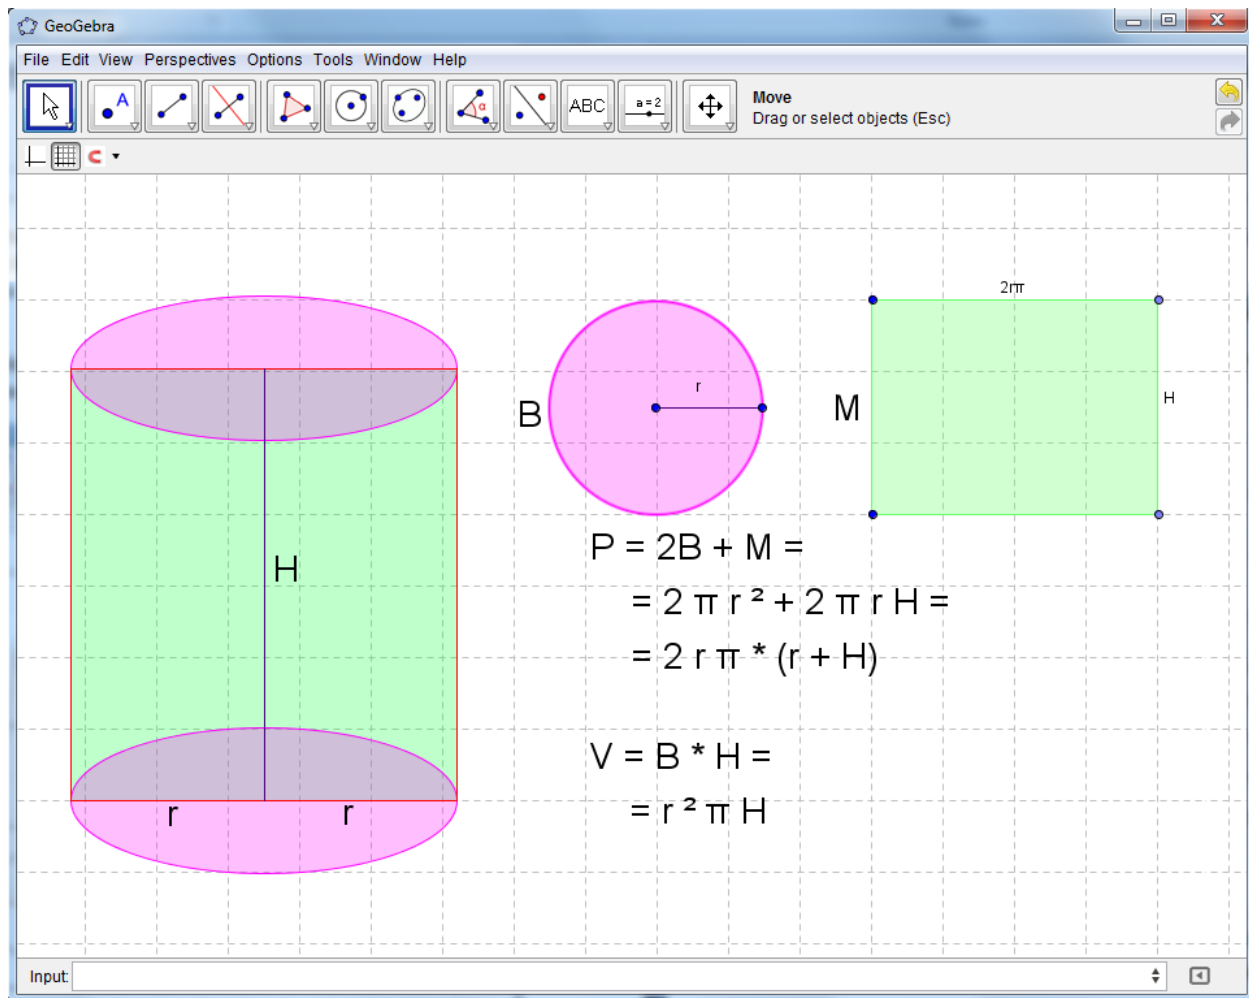 GeoGebra
File Edit View Perspectives Options Tools Window Help
A
α
ABC
a = 2
Move
Drag or select objects (Esc)
2rπ
r
B
M
H
H
P = 2B + M =
= 2 π r ² + 2 π r H =
= 2 r π * (r + H)
V = B * H =
= r ² π H
r r
Input: